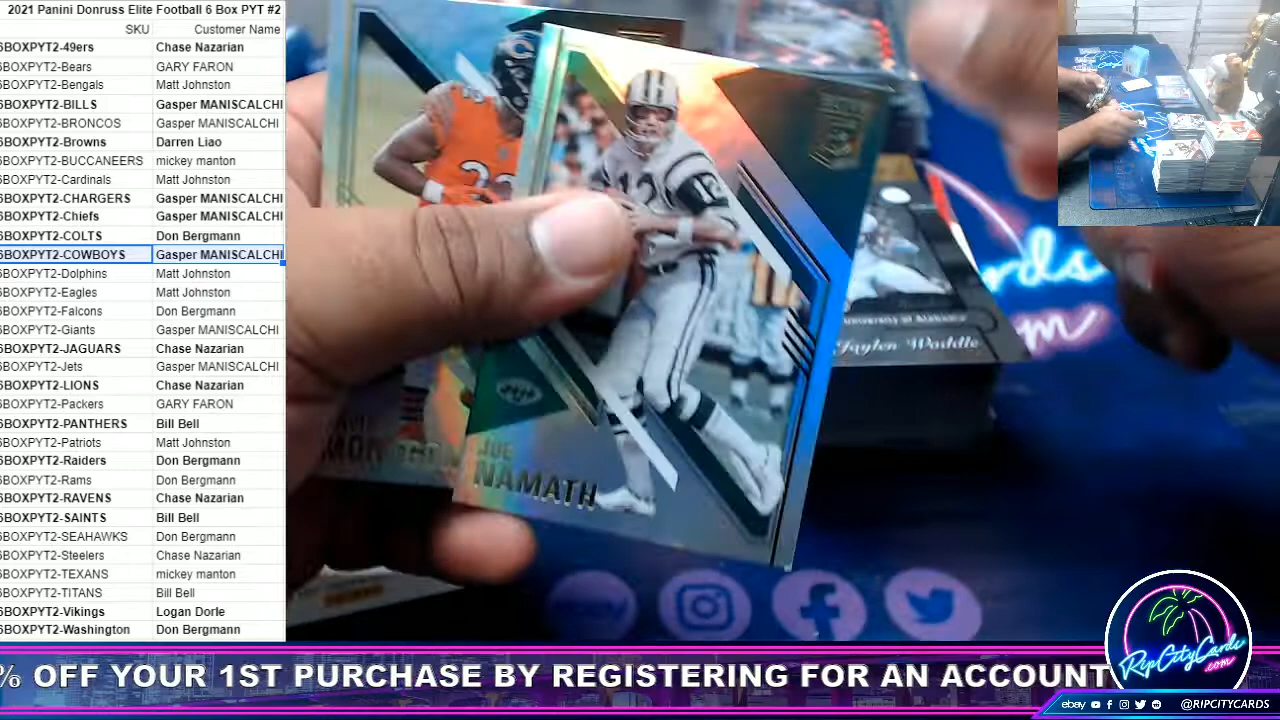 2021 Panini Donruss Elite Football 6 Box PYT #2
SKU Customer Name
6BOXPYT2-49ers Chase Nazarian
6BOXPYT2-Bears GARY FARON
6BOXPYT2-Bengals Matt Johnston
6BOXPYT2-BILLS Gasper MANISCALCHI
6BOXPYT2-BRONCOS Gasper MANISCALCHI
6BOXPYT2-Browns Darren Liao
6BOXPYT2-BUCCANEERS mickey manton
6BOXPYT2-Cardinals Matt Johnston
6BOXPYT2-CHARGERS Gasper MANISCALCHI
6BOXPYT2-Chiefs Gasper MANISCALCHI
6BOXPYT2-COLTS Don Bergmann
6BOXPYT2-COWBOYS Gasper MANISCALCHI
6BOXPYT2-Dolphins Matt Johnston
6BOXPYT2-Eagles Matt Johnston
6BOXPYT2-Falcons Don Bergmann
6BOXPYT2-Giants Gasper MANISCALCHI
6BOXPYT2-JAGUARS Chase Nazarian
6BOXPYT2-Jets Gasper MANISCALCHI
6BOXPYT2-LIONS Chase Nazarian
6BOXPYT2-Packers GARY FARON
6BOXPYT2-PANTHERS Bill Bell
6BOXPYT2-Patriots Matt Johnston
6BOXPYT2-Raiders Don Bergmann
6BOXPYT2-Rams Don Bergmann
6BOXPYT2-RAVENS Chase Nazarian
6BOXPYT2-SAINTS Bill Bell
6BOXPYT2-SEAHAWKS Don Bergmann
6BOXPYT2-Steelers Chase Nazarian
6BOXPYT2-TEXANS mickey manton
6BOXPYT2-TITANS Bill Bell
6BOXPYT2-Vikings Logan Dorle
6BOXPYT2-Washington Don Bergmann
12
12
JOE
NAMATH
University of Alabama
Jaylen Waddle
rds
m
% OFF YOUR 1ST PURCHASE BY REGISTERING FOR AN ACCOUNT
RipCityCards
.com
ebay @RIPCITYCARDS